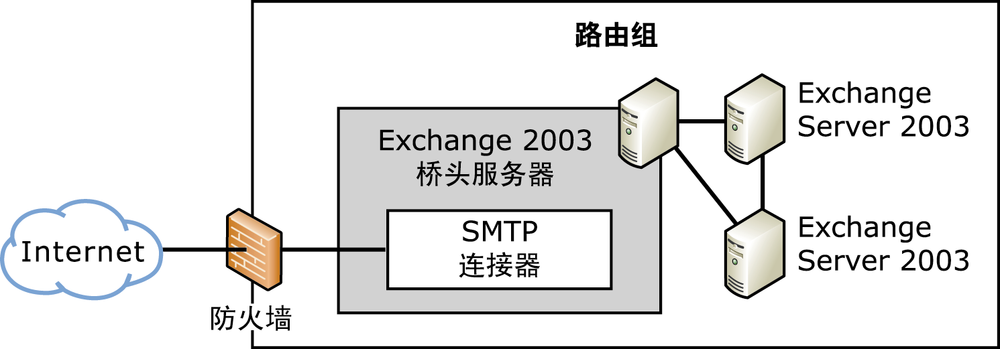 路由组
Exchange
Server 2003
Exchange 2003
桥头服务器
SMTP
连接器
Exchange
Server 2003
Internet
防火墙